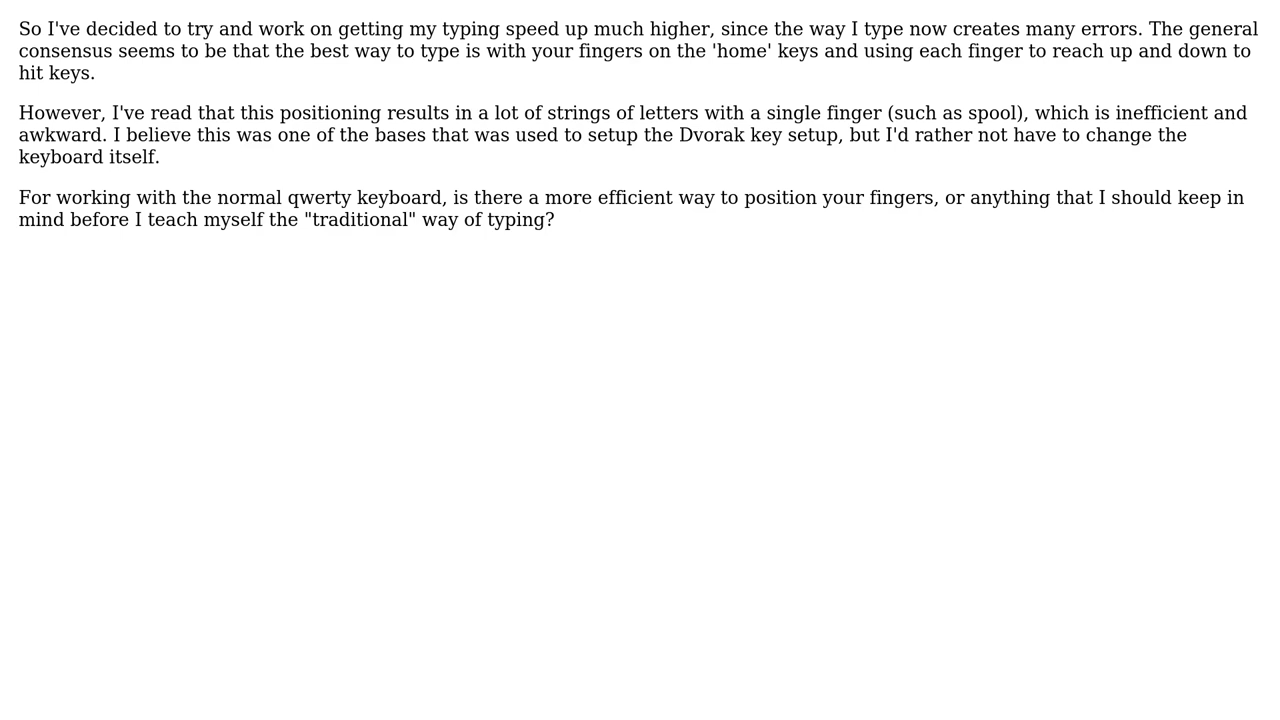 So I've decided to try and work on getting my typing speed up much higher, since the way I type now creates many errors. The general
consensus seems to be that the best way to type is with your fingers on the 'home' keys and using each finger to reach up and down to
hit keys.
However, I've read that this positioning results in a lot of strings of letters with a single finger (such as spool), which is inefficient and
awkward. I believe this was one of the bases that was used to setup the Dvorak key setup, but I'd rather not have to change the
keyboard itself.
For working with the normal qwerty keyboard, is there a more efficient way to position your fingers, or anything that I should keep in
mind before I teach myself the "traditional" way of typing?